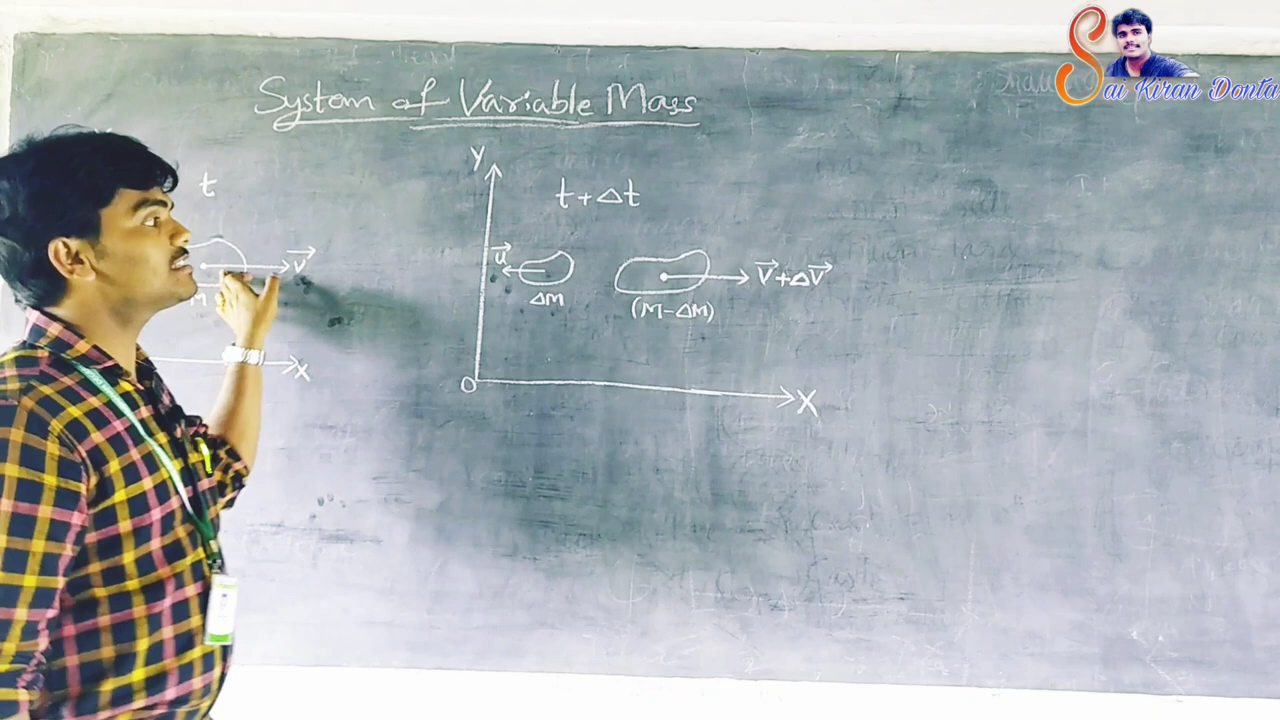 Sai Kiran Donta
System of Variable Mass
t
V⃗
M
X
Y
t + Δt
u⃗
ΔM
V⃗+ΔV⃗
(M-ΔM)
O
X